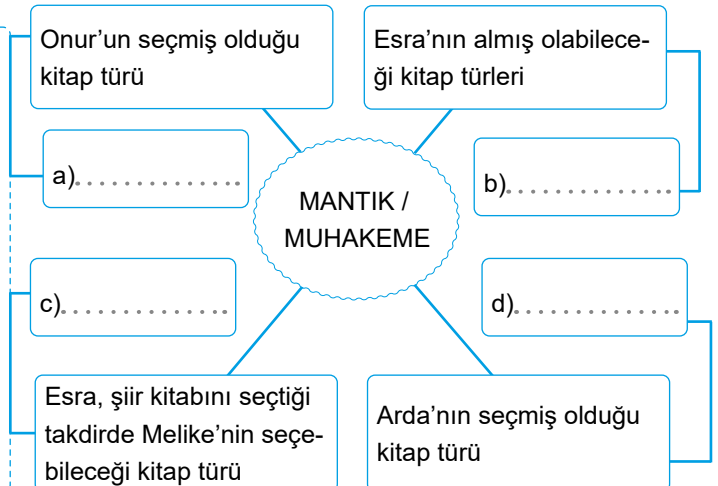 Onur’un seçmiş olduğu
kitap türü
Esra’nın almış olabilece-
ği kitap türleri
a)..............
b)..............
MANTIK /
MUHAKEME
c)..............
d)..............
Esra, şiir kitabını seçtiği
takdirde Melike’nin seçe-
bileceği kitap türü
Arda’nın seçmiş olduğu
kitap türü